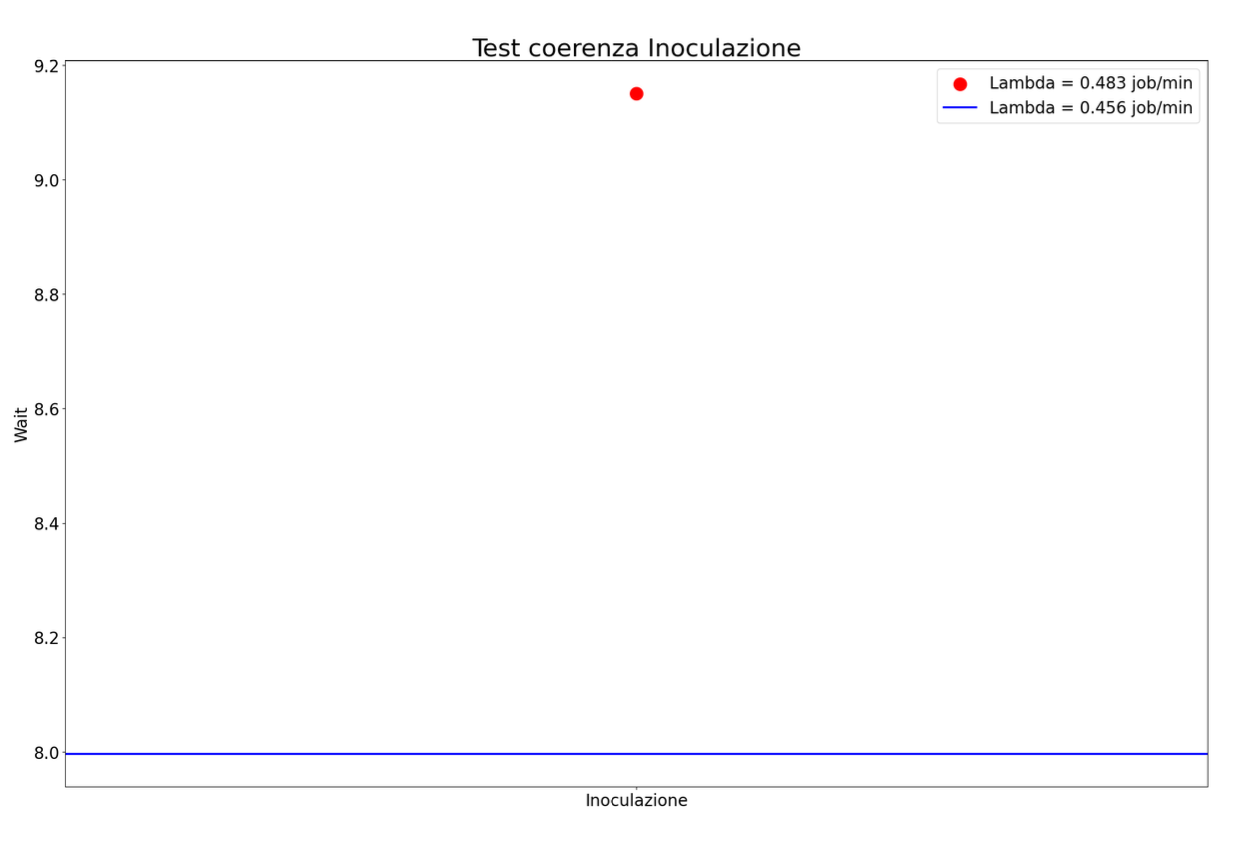 Test coerenza Inoculazione
9.2
9.0
8.8
8.6
8.4
8.2
8.0
Wait
Lambda = 0.483 job/min
Lambda = 0.456 job/min
Inoculazione